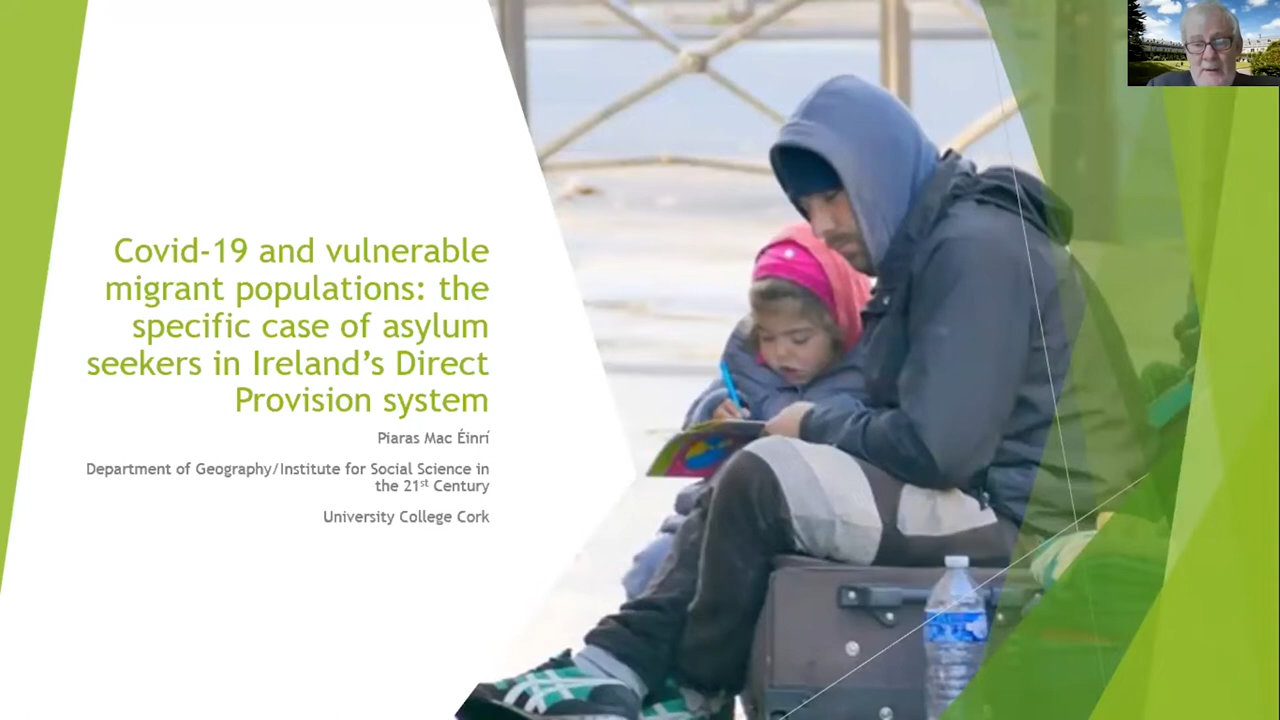 Covid-19 and vulnerable
migrant populations: the
specific case of asylum
seekers in Ireland's Direct
Provision system
Piaras Mac Éinrí
Department of Geography/Institute for Social Science in
the 21st Century
University College Cork